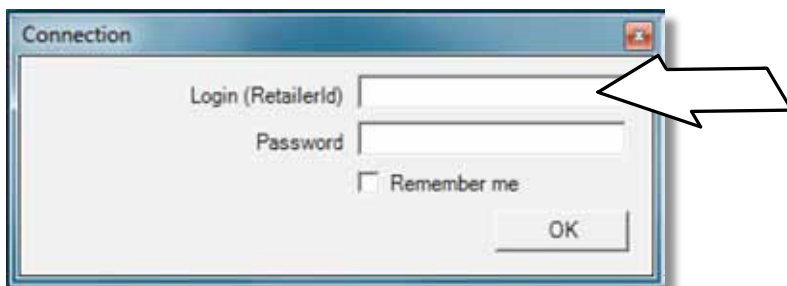 Connection
Login (RetailerId)
Password
Remember me
OK